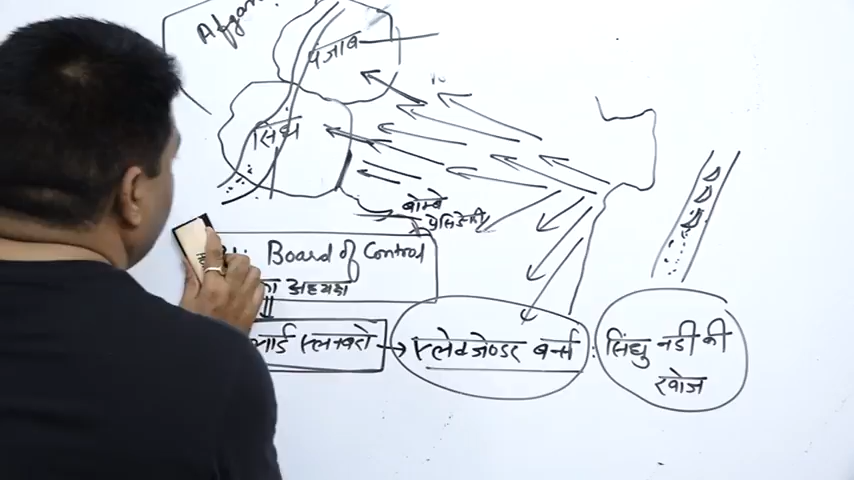 Afgan
पंजाब
सिंध
बोम्बे
प्रेसिडेन्सी
Board of Control
का अध्यक्ष
लार्ड एलनबरो → एलेग्जेण्डर बर्न्स : सिंधु नदी की
खोज